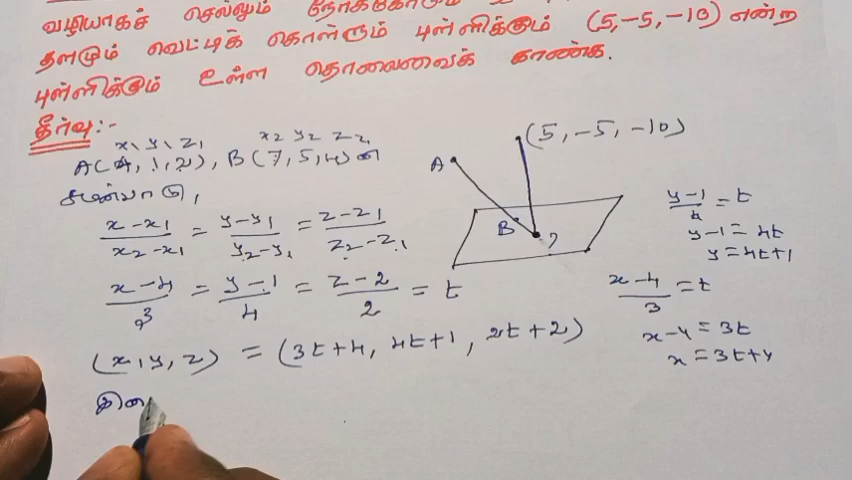 வழியாகச் செல்லும்
தளமும் வெட்டிக் கொள்ளும் புள்ளிக்கும் (5,-5,-10) என்ற
புள்ளிக்கும் உள்ள தொலைவைக் காண்க.
தீர்வு:-
x₁ y₁ z₁ x₂ y₂ z₂
A(4, 1, 2), B(7, 5, 4) ன்
சமன்பாடு,
(x-x₁)/(x₂-x₁) = (y-y₁)/(y₂-y₁) = (z-z₁)/(z₂-z₁)
(x-4)/3 = (y-1)/4 = (z-2)/2 = t
(x, y, z) = (3t+4, 4t+1, 2t+2)
A
B
?
(5, -5, -10)
(y-1)/4 = t
y-1 = 4t
y = 4t+1
(x-4)/3 = t
x-4 = 3t
x = 3t+4